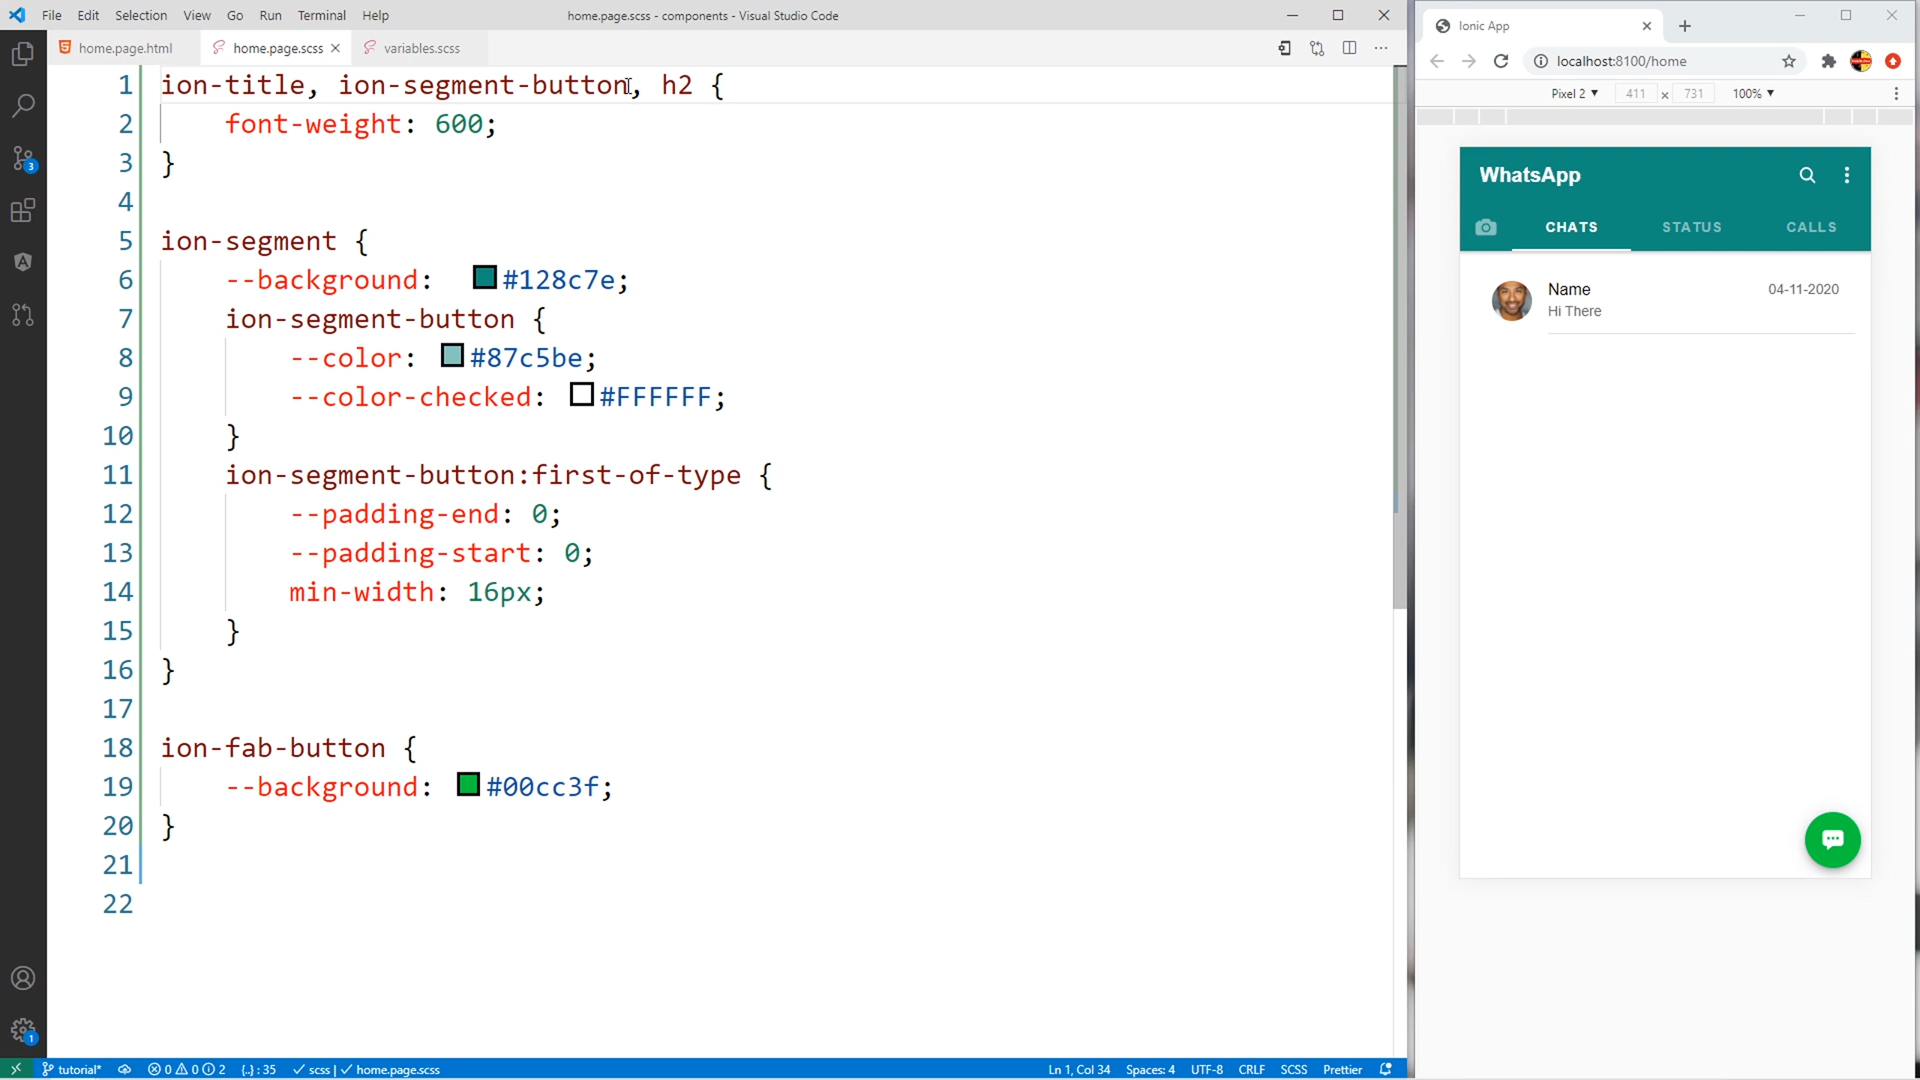 File Edit Selection View Go Run Terminal Help
home.page.scss - components - Visual Studio Code
home.page.html
home.page.scss
variables.scss
1 ion-title, ion-segment-button, h2 {
2 font-weight: 600;
3 }
4
5 ion-segment {
6 --background: #128c7e;
7 ion-segment-button {
8 --color: #87c5be;
9 --color-checked: #FFFFFF;
10 }
11 ion-segment-button:first-of-type {
12 --padding-end: 0;
13 --padding-start: 0;
14 min-width: 16px;
15 }
16 }
17
18 ion-fab-button {
19 --background: #00cc3f;
20 }
21
22
3
1
tutorial* 0 0 2 {..} : 35 scss | home.page.scss
Ln 1, Col 34 Spaces: 4 UTF-8 CRLF SCSS Prettier
Ionic App
localhost:8100/home
Pixel 2 411 x 731 100%
WhatsApp
CHATS STATUS CALLS
Name 04-11-2020
Hi There